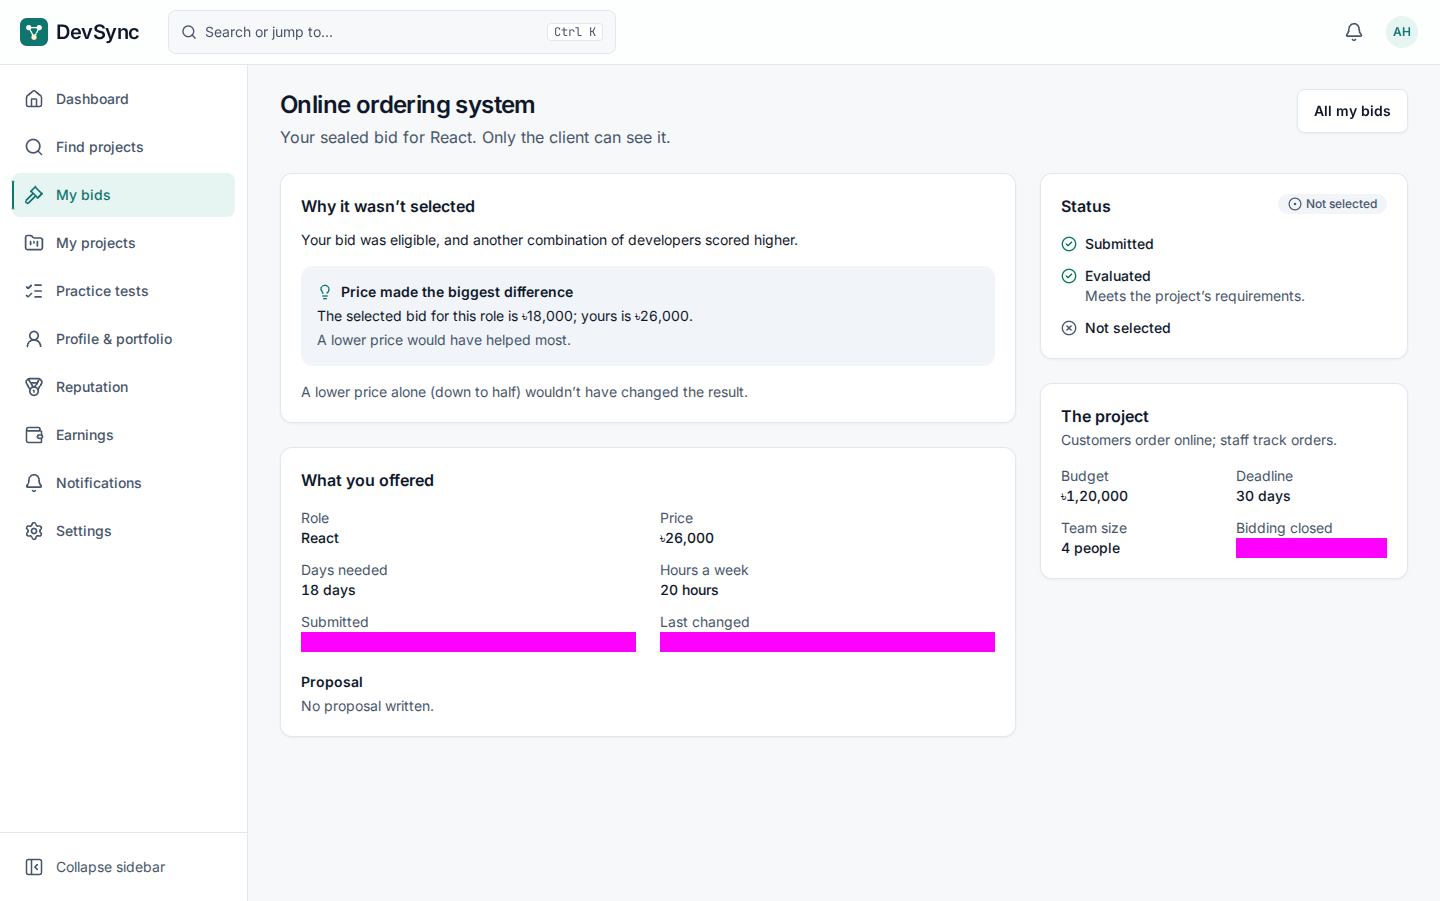 DevSync
Search or jump to...
Ctrl K
AH
Dashboard
Find projects
My bids
My projects
Practice tests
Profile & portfolio
Reputation
Earnings
Notifications
Settings
Collapse sidebar
Online ordering system
Your sealed bid for React. Only the client can see it.
All my bids
Why it wasn’t selected
Your bid was eligible, and another combination of developers scored higher.
Price made the biggest difference
The selected bid for this role is ৳18,000; yours is ৳26,000.
A lower price would have helped most.
A lower price alone (down to half) wouldn’t have changed the result.
What you offered
Role
React
Price
৳26,000
Days needed
18 days
Hours a week
20 hours
Submitted
Last changed
Proposal
No proposal written.
Status
Not selected
Submitted
Evaluated
Meets the project’s requirements.
Not selected
The project
Customers order online; staff track orders.
Budget
৳1,20,000
Deadline
30 days
Team size
4 people
Bidding closed